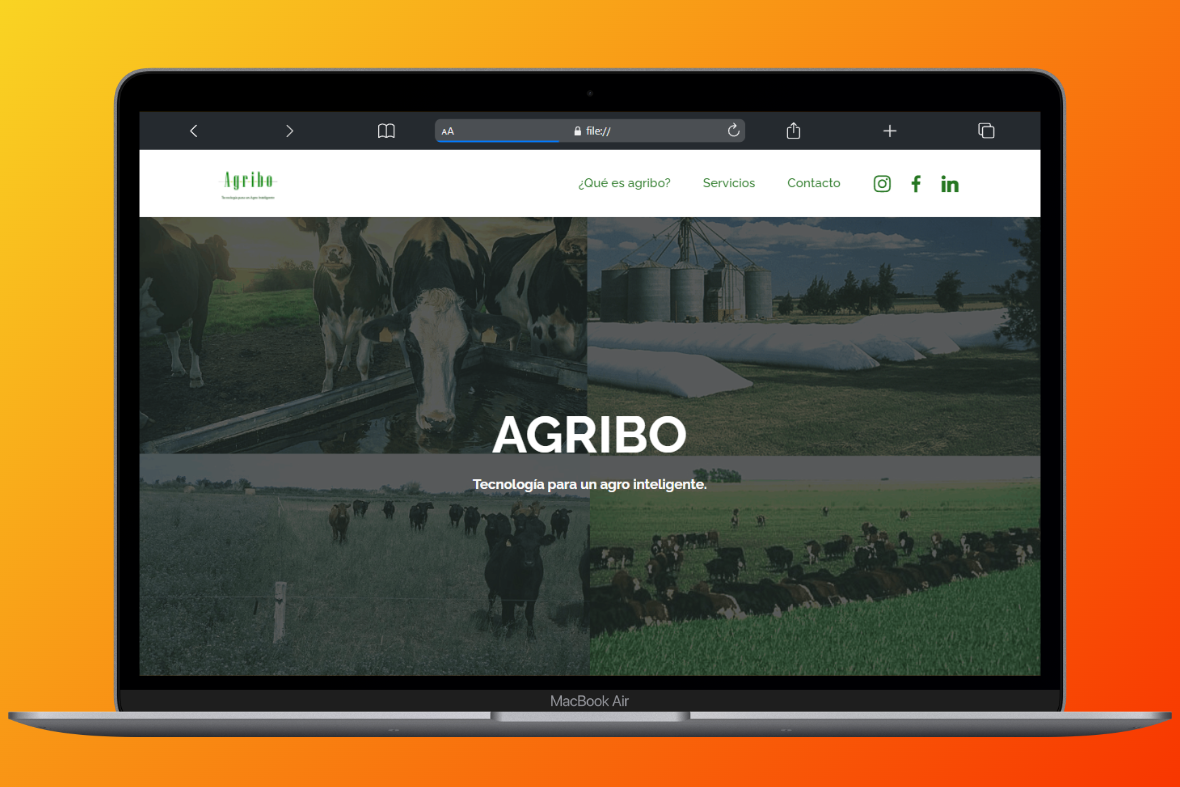 AA
file://
Agribo
Tecnología para un Agro Inteligente
¿Qué es agribo?
Servicios
Contacto
AGRIBO
Tecnología para un agro inteligente.
MacBook Air